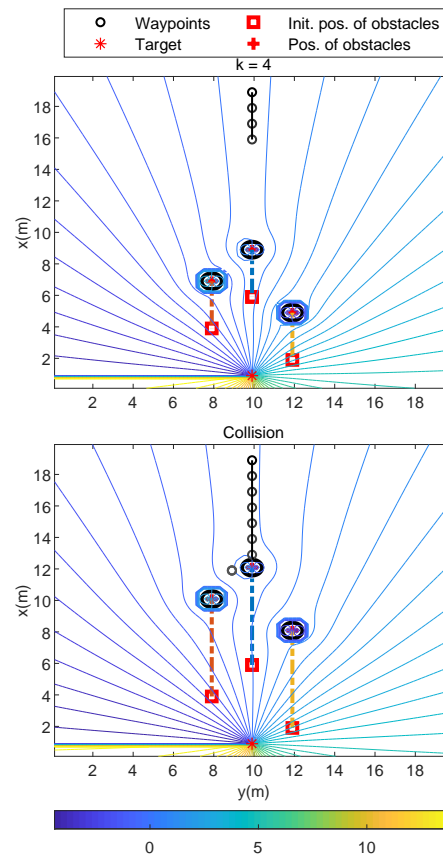 Waypoints Init. pos. of obstacles
Target Pos. of obstacles
k = 4
18
16
14
12
10
8
6
4
2
x(m)
2 4 6 8 10 12 14 16 18
Collision
18
16
14
12
10
8
6
4
2
x(m)
2 4 6 8 10 12 14 16 18
y(m)
0 5 10